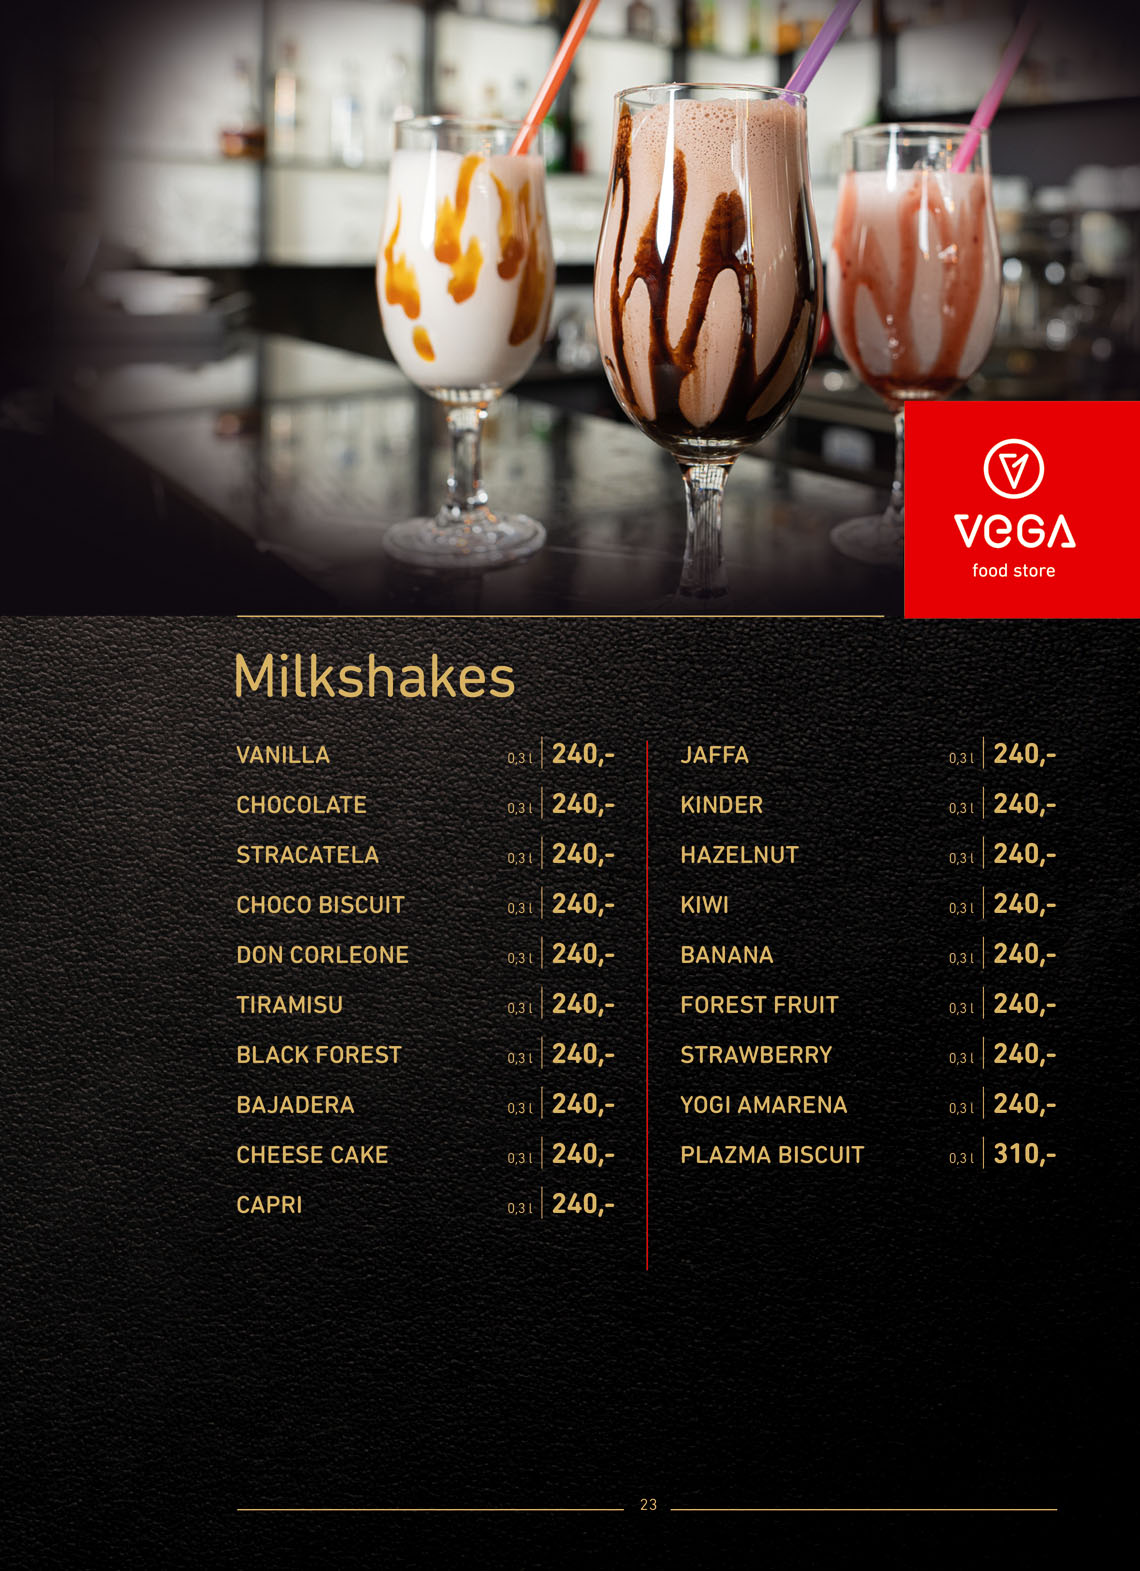 VEGA
food store
Milkshakes
VANILLA 0,3 l 240,-
CHOCOLATE 0,3 l 240,-
STRACATELA 0,3 l 240,-
CHOCO BISCUIT 0,3 l 240,-
DON CORLEONE 0,3 l 240,-
TIRAMISU 0,3 l 240,-
BLACK FOREST 0,3 l 240,-
BAJADERA 0,3 l 240,-
CHEESE CAKE 0,3 l 240,-
CAPRI 0,3 l 240,-
JAFFA 0,3 l 240,-
KINDER 0,3 l 240,-
HAZELNUT 0,3 l 240,-
KIWI 0,3 l 240,-
BANANA 0,3 l 240,-
FOREST FRUIT 0,3 l 240,-
STRAWBERRY 0,3 l 240,-
YOGI AMARENA 0,3 l 240,-
PLAZMA BISCUIT 0,3 l 310,-
23